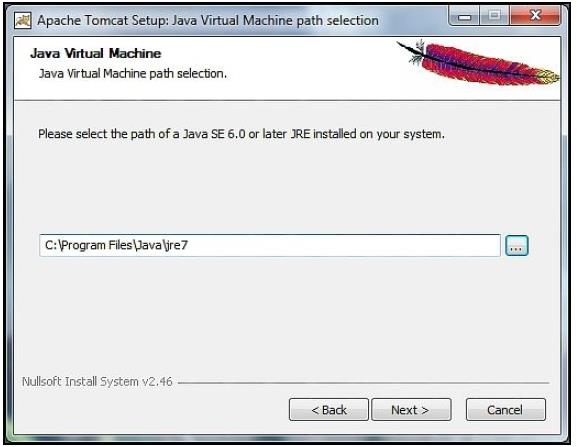 Apache Tomcat Setup: Java Virtual Machine path selection
Java Virtual Machine
Java Virtual Machine path selection.
Please select the path of a Java SE 6.0 or later JRE installed on your system.
C:\Program Files\Java\jre7
...
Nullsoft Install System v2.46
< Back Next > Cancel